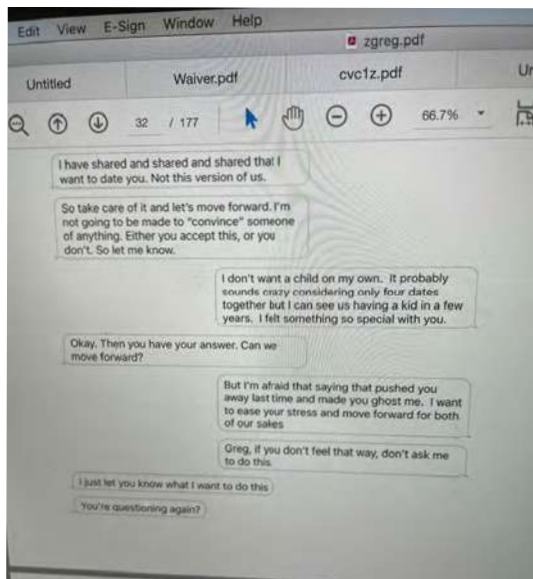 Edit View E-Sign Window Help
zgreg.pdf
Untitled Waiver.pdf cvc1z.pdf
32 / 177 66.7%
I have shared and shared and shared that I
want to date you. Not this version of us.
So take care of it and let's move forward. I'm
not going to be made to "convince" someone
of anything. Either you accept this, or you
don't. So let me know.
I don't want a child on my own. It probably
sounds crazy considering only four dates
together but I can see us having a kid in a few
years. I felt something so special with you.
Okay. Then you have your answer. Can we
move forward?
But I'm afraid that saying that pushed you
away last time and made you ghost me. I want
to ease your stress and move forward for both
of our sakes
Greg, if you don't feel that way, don't ask me
to do this
I just let you know what I want to do this
You're questioning again?